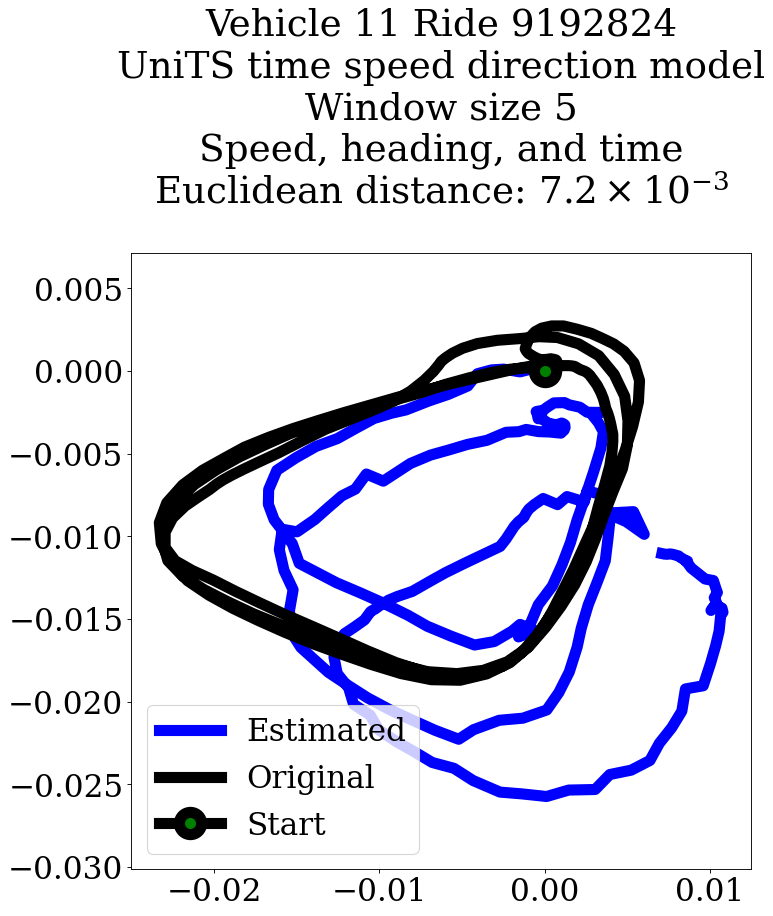 Vehicle 11 Ride 9192824
UniTS time speed direction model
Window size 5
Speed, heading, and time
Euclidean distance: 7.2 × 10⁻³
0.005
0.000
−0.005
−0.010
−0.015
−0.020
−0.025
−0.030
Estimated
Original
Start
−0.02 −0.01 0.00 0.01